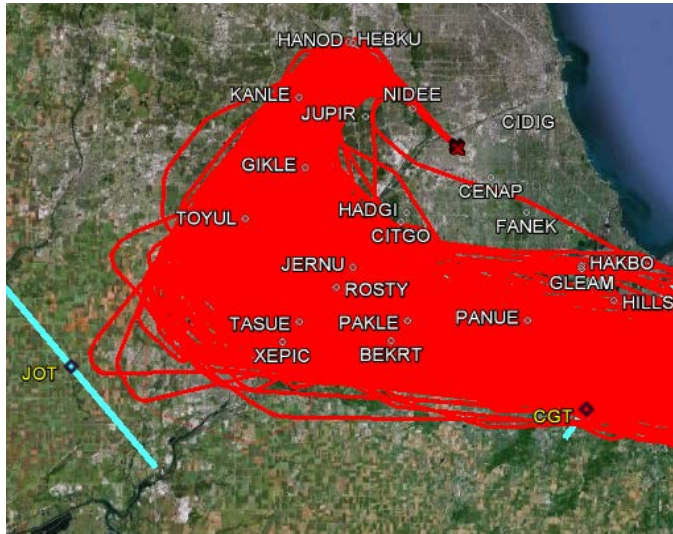 HANOD HEBKU
KANLE
NIDEE
JUPIR
CIDIG
GIKLE
CENAP
TOYUL
HADGI
FANEK
CITGO
JERNU
HAKBO
GLEAM
ROSTY
HILLS
TASUE
PAKLE
PANUE
XEPIC
BEKRT
JOT
CGT